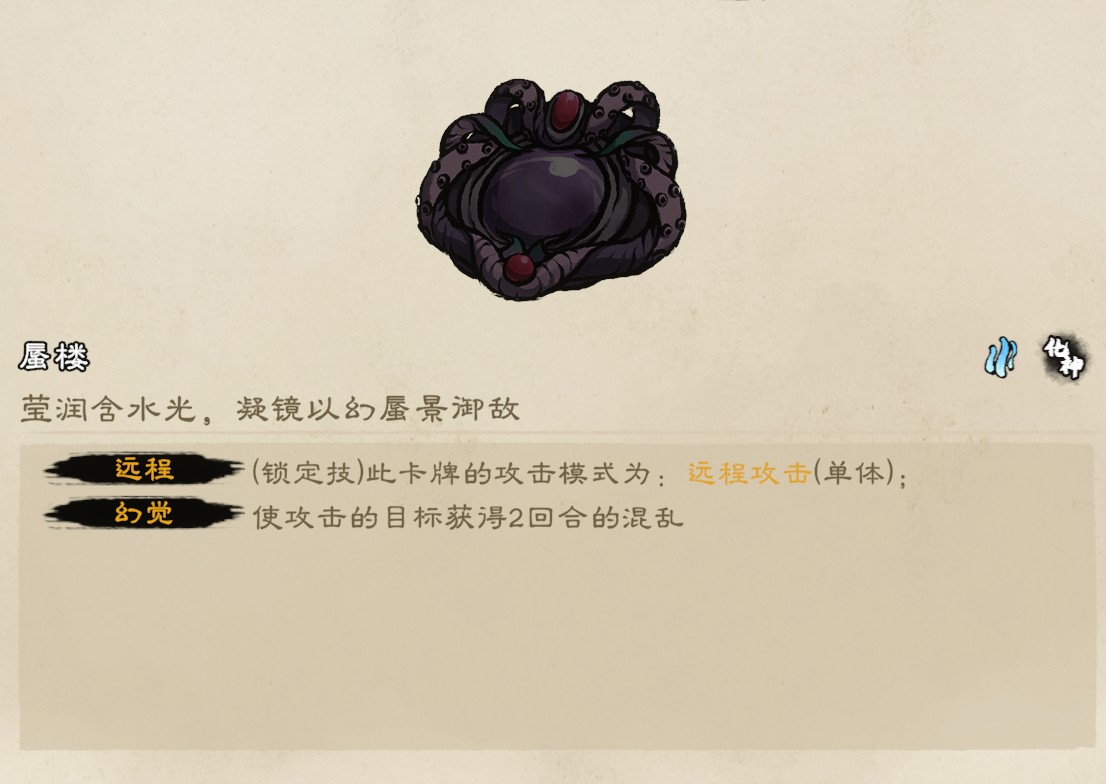 蜃楼 化神
莹润含水光，凝镜以幻蜃景御敌
远程 (锁定技)此卡牌的攻击模式为：远程攻击(单体)；
幻觉 使攻击的目标获得2回合的混乱